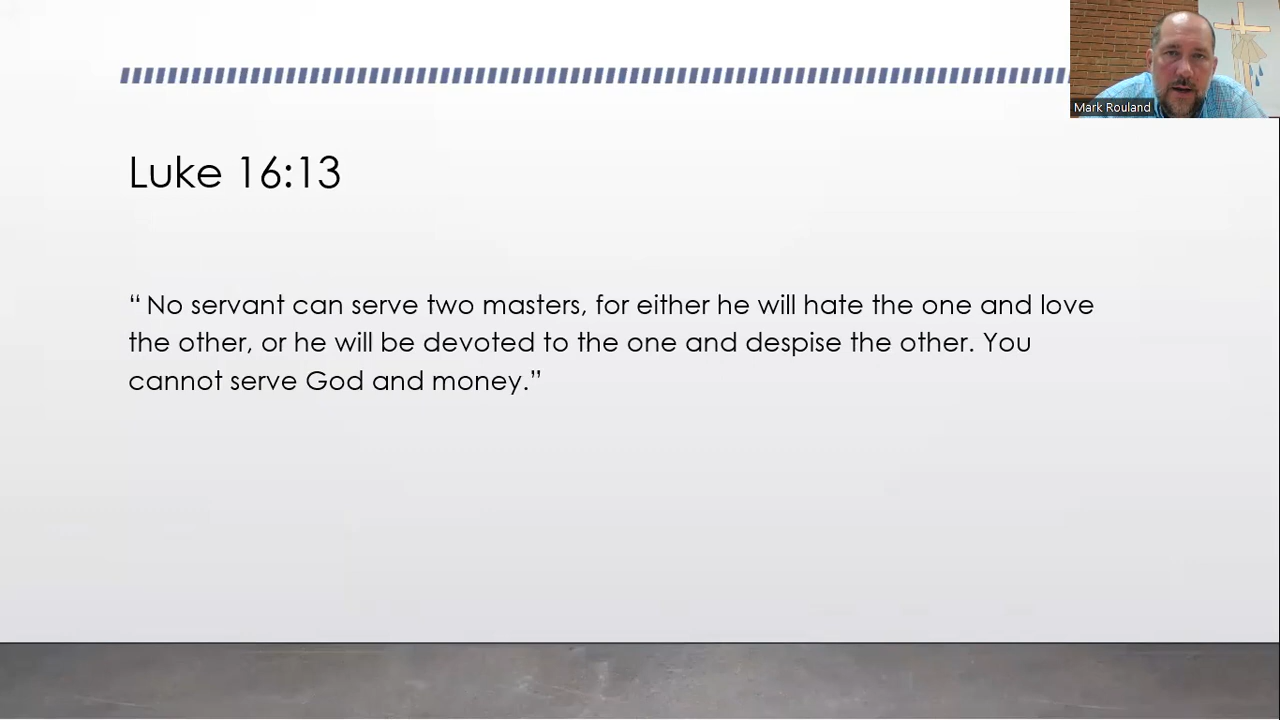 Mark Rouland
Luke 16:13
“ No servant can serve two masters, for either he will hate the one and love
the other, or he will be devoted to the one and despise the other. You
cannot serve God and money.”